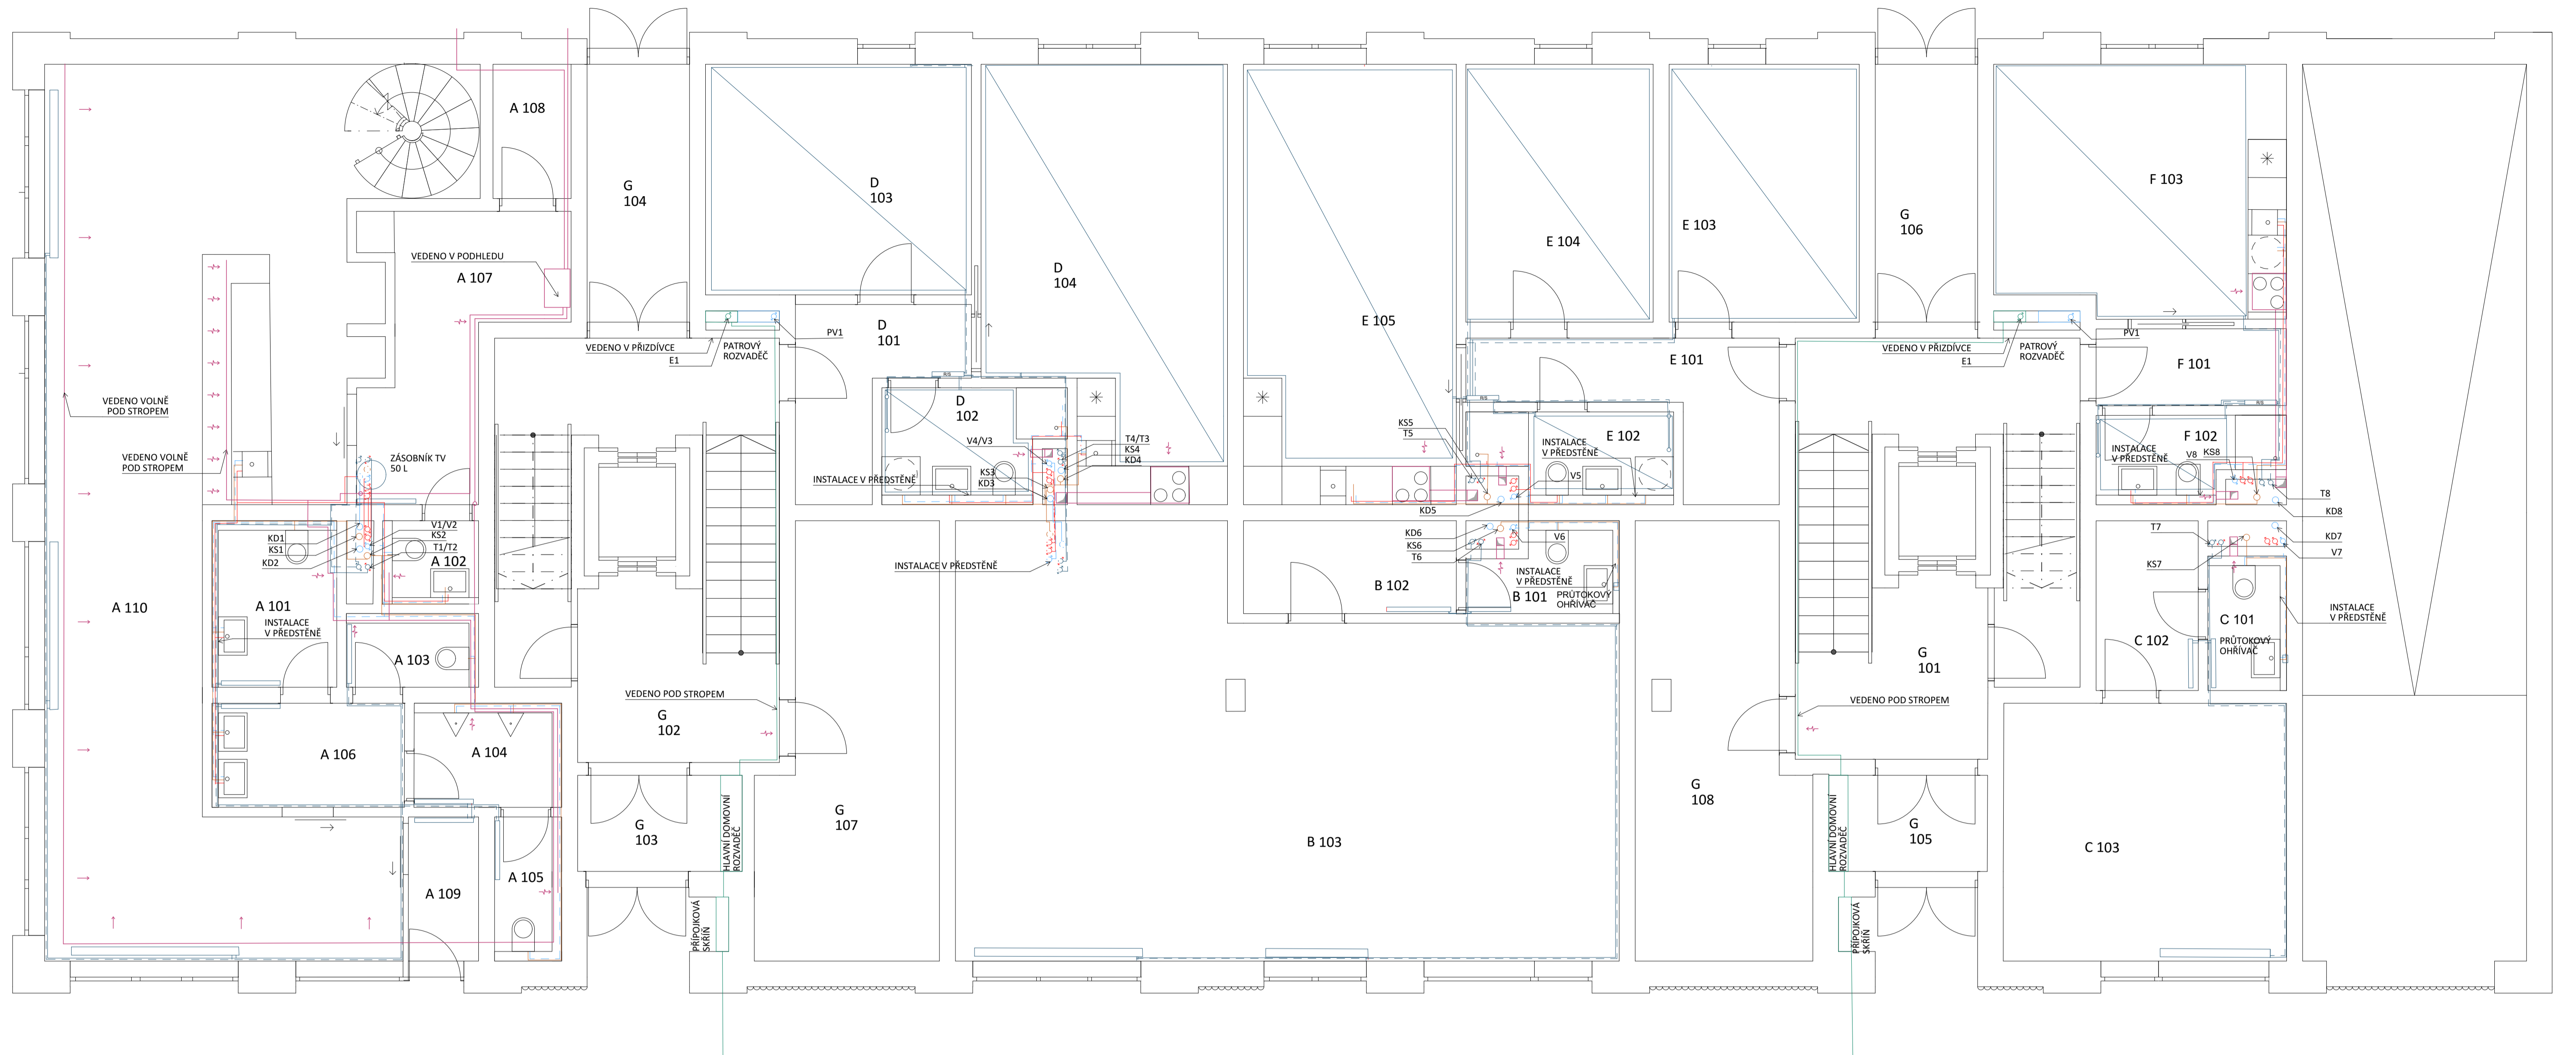 A 108
G
104
D
103
D
104
E 105
E 104
E 103
G
106
F 103
VEDENO V PODHLEDU
A 107
PV1
D
101
VEDENO V PŘIZDÍVCE
E1
PATROVÝ
ROZVADĚČ
E 101
VEDENO V PŘIZDÍVCE
E1
PATROVÝ
ROZVADĚČ
PV1
F 101
R/S
R/S
R/S
VEDENO VOLNĚ
POD STROPEM
VEDENO VOLNĚ
POD STROPEM
ZÁSOBNÍK TV
50 L
D
102
V4/V3
T4/T3
KS4
KD4
KS3
KD3
INSTALACE V PŘEDSTĚNĚ
KS5
T5
INSTALACE
V PŘEDSTĚNĚ
E 102
V5
KD5
F 102
INSTALACE
V PŘEDSTĚNĚ
V8
KS8
T8
KD8
KD1
KS1
KD2
V1/V2
KS2
T1/T2
A 102
INSTALACE V PŘEDSTĚNĚ
KD6
KS6
T6
V6
B 102
INSTALACE
V PŘEDSTĚNĚ
B 101
PRŮTOKOVÝ
OHŘÍVAČ
T7
KS7
KD7
V7
A 110
A 101
INSTALACE
V PŘEDSTĚNĚ
A 103
C 101
C 102
PRŮTOKOVÝ
OHŘÍVAČ
INSTALACE
V PŘEDSTĚNĚ
VEDENO POD STROPEM
G
102
G
101
VEDENO POD STROPEM
A 106
A 104
G
103
HLAVNÍ DOMOVNÍ
ROZVADĚČ
G
107
B 103
G
108
HLAVNÍ DOMOVNÍ
ROZVADĚČ
G
105
C 103
A 109
A 105
PŘÍPOJKOVÁ
SKŘÍŇ
PŘÍPOJKOVÁ
SKŘÍŇ